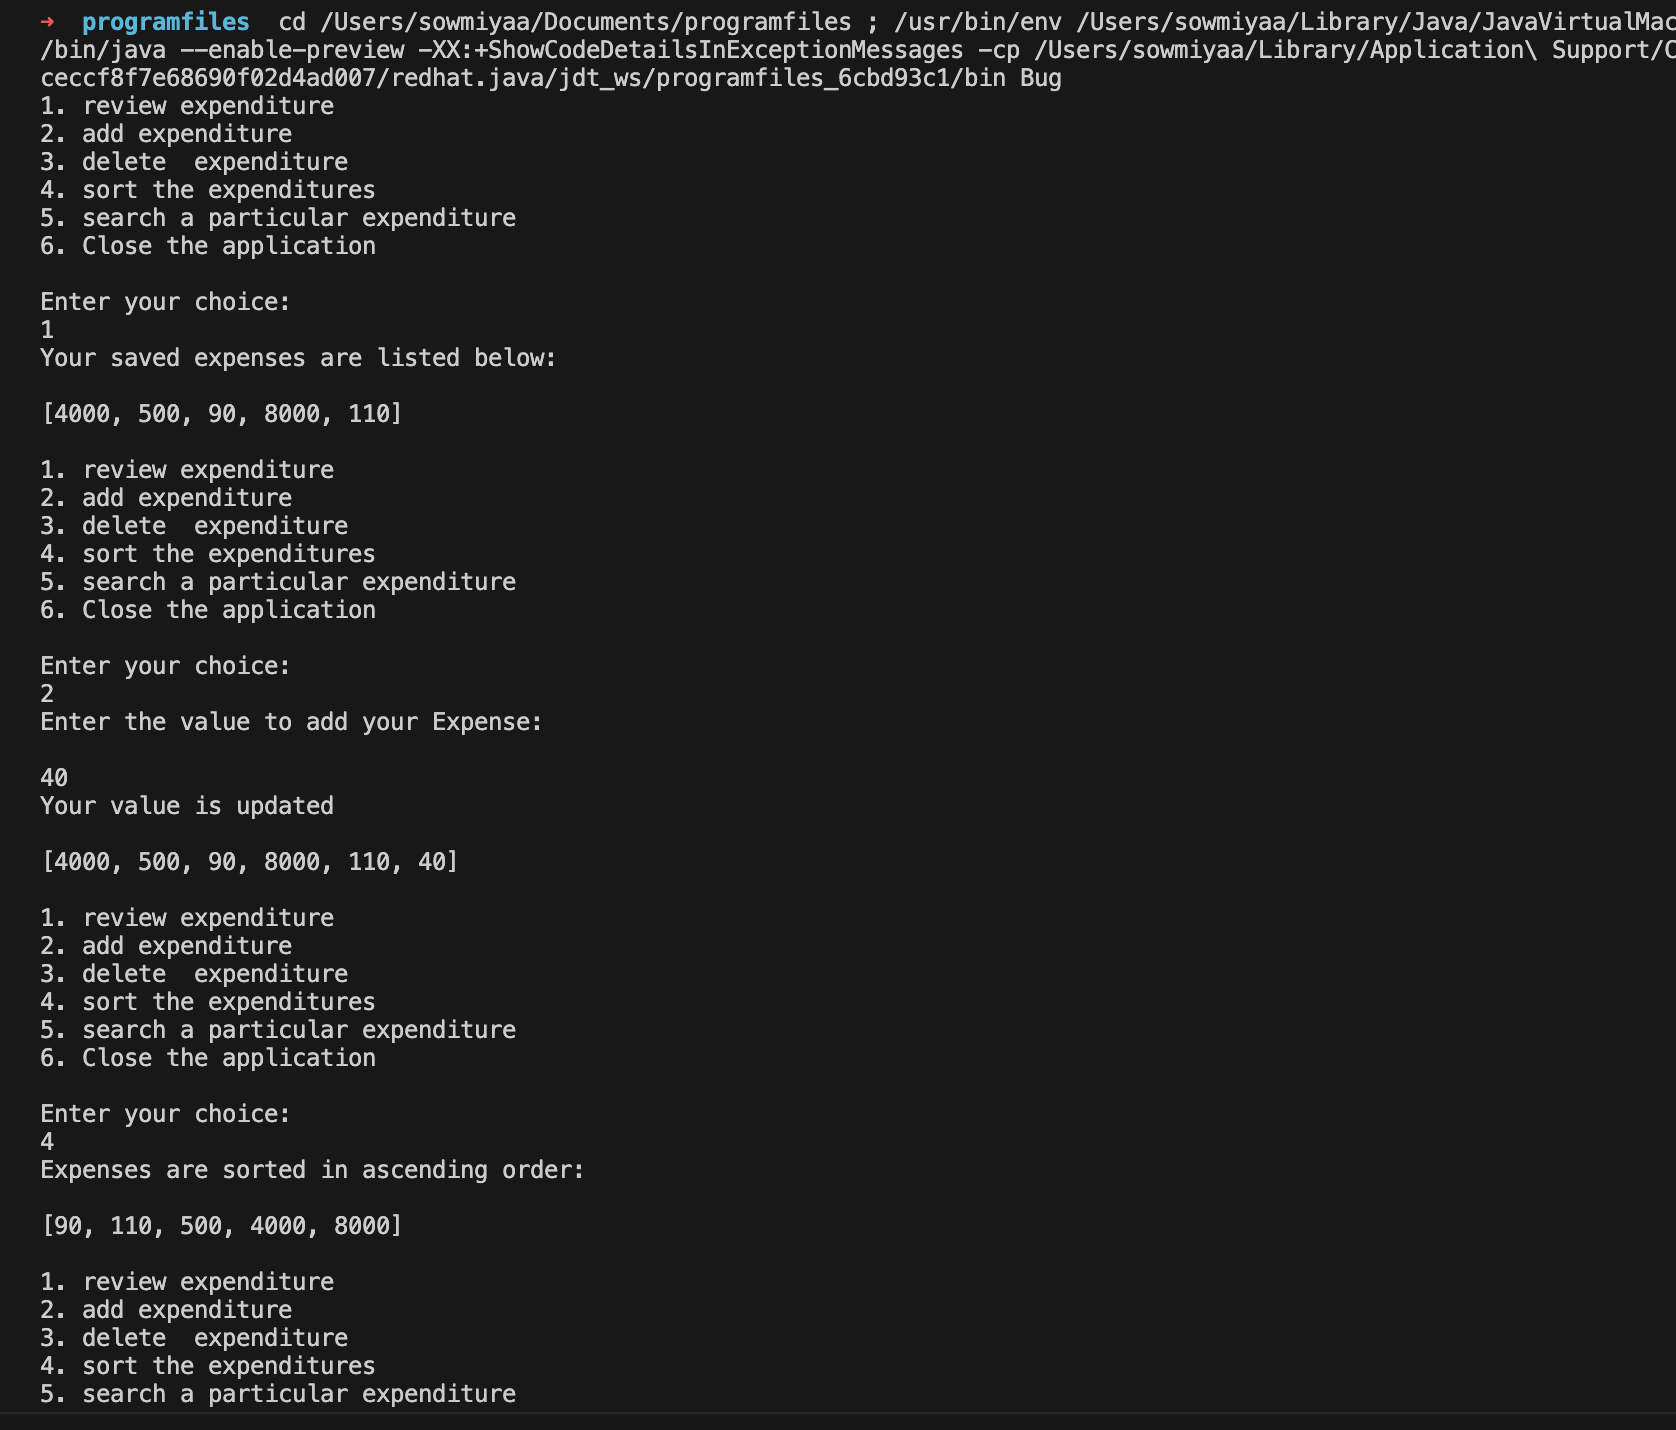 ➜  programfiles  cd /Users/sowmiyaa/Documents/programfiles ; /usr/bin/env /Users/sowmiyaa/Library/Java/JavaVirtualMac
/bin/java --enable-preview -XX:+ShowCodeDetailsInExceptionMessages -cp /Users/sowmiyaa/Library/Application\ Support/C
ceccf8f7e68690f02d4ad007/redhat.java/jdt_ws/programfiles_6cbd93c1/bin Bug
1. review expenditure
2. add expenditure
3. delete  expenditure
4. sort the expenditures
5. search a particular expenditure
6. Close the application
Enter your choice:
1
Your saved expenses are listed below:
[4000, 500, 90, 8000, 110]
1. review expenditure
2. add expenditure
3. delete  expenditure
4. sort the expenditures
5. search a particular expenditure
6. Close the application
Enter your choice:
2
Enter the value to add your Expense:
40
Your value is updated
[4000, 500, 90, 8000, 110, 40]
1. review expenditure
2. add expenditure
3. delete  expenditure
4. sort the expenditures
5. search a particular expenditure
6. Close the application
Enter your choice:
4
Expenses are sorted in ascending order:
[90, 110, 500, 4000, 8000]
1. review expenditure
2. add expenditure
3. delete  expenditure
4. sort the expenditures
5. search a particular expenditure